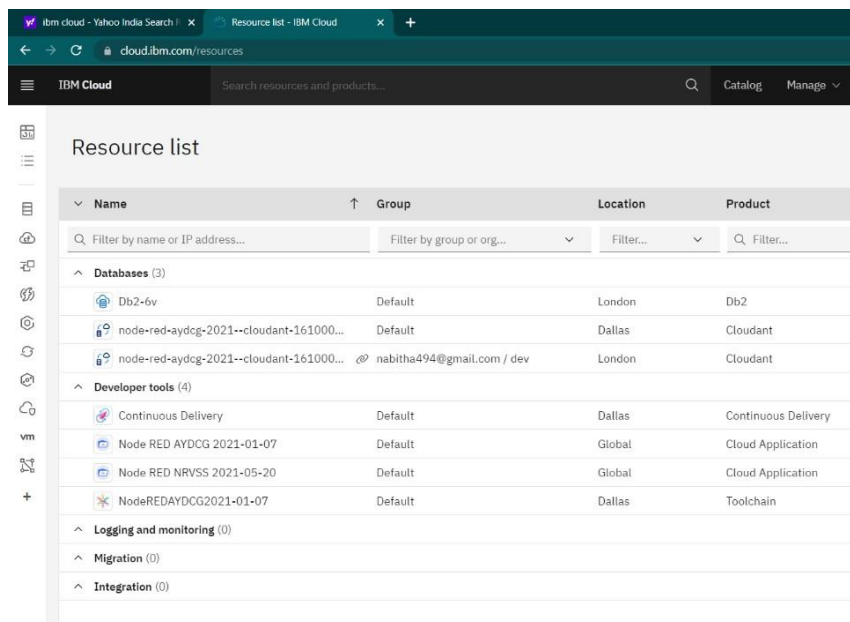 ibm cloud - Yahoo India Search R
Resource list - IBM Cloud
cloud.ibm.com/resources
IBM Cloud
Search resources and products...
Catalog
Manage
Resource list
Name
Group
Location
Product
Filter by name or IP address...
Filter by group or org...
Filter...
Filter...
Databases (3)
Db2-6v Default London Db2
node-red-aydcg-2021--cloudant-161000... Default Dallas Cloudant
node-red-aydcg-2021--cloudant-161000... nabitha494@gmail.com / dev London Cloudant
Developer tools (4)
Continuous Delivery Default Dallas Continuous Delivery
Node RED AYDCG 2021-01-07 Default Global Cloud Application
Node RED NRVSS 2021-05-20 Default Global Cloud Application
NodeREDAYDCG2021-01-07 Default Dallas Toolchain
vm
Logging and monitoring (0)
Migration (0)
Integration (0)